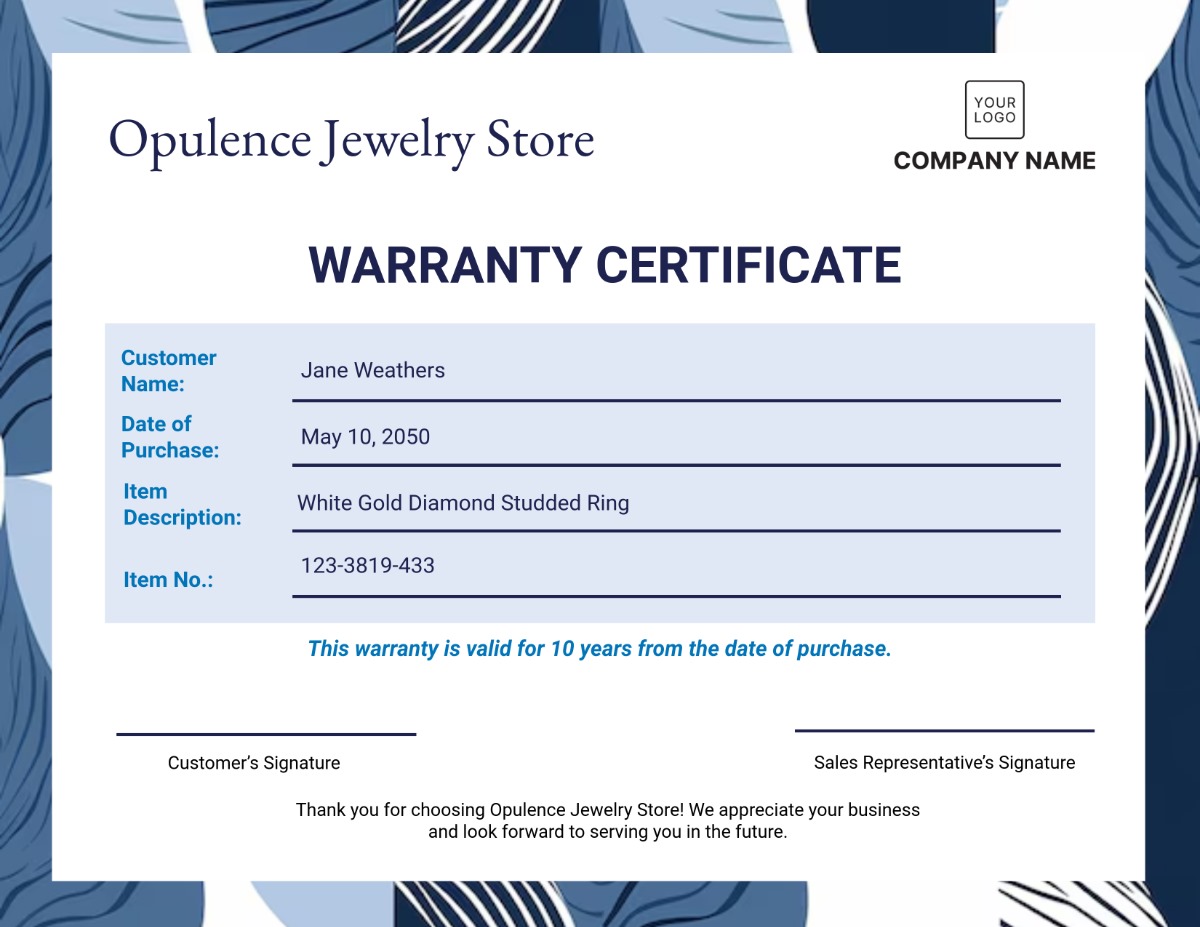 Opulence Jewelry Store
YOUR
LOGO
COMPANY NAME
WARRANTY CERTIFICATE
Customer
Name:
Jane Weathers
Date of
Purchase:
May 10, 2050
Item
Description:
White Gold Diamond Studded Ring
Item No.:
123-3819-433
This warranty is valid for 10 years from the date of purchase.
Customer’s Signature
Sales Representative’s Signature
Thank you for choosing Opulence Jewelry Store! We appreciate your business
and look forward to serving you in the future.